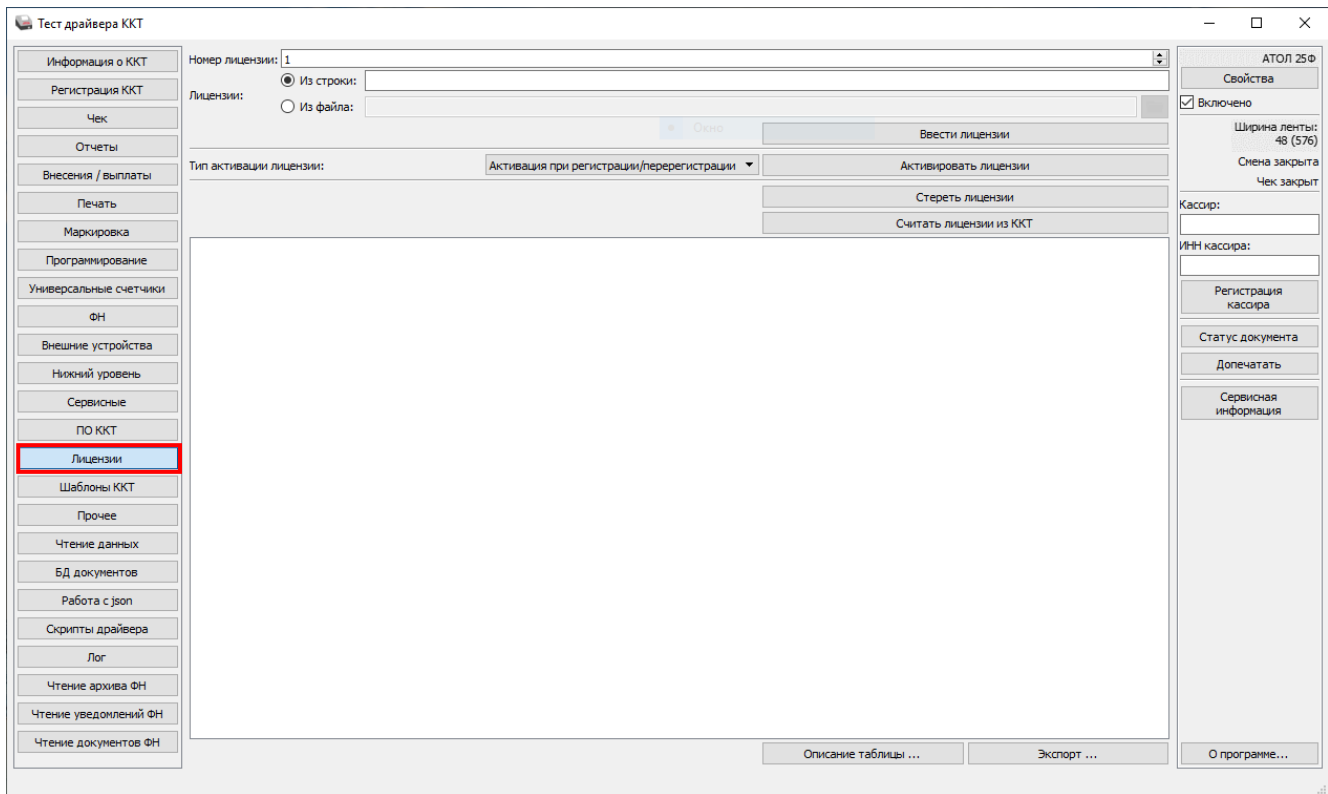 Тест драйвера ККТ
Информация о ККТ
Регистрация ККТ
Чек
Отчеты
Внесения / выплаты
Печать
Маркировка
Программирование
Универсальные счетчики
ФН
Внешние устройства
Нижний уровень
Сервисные
ПО ККТ
Лицензии
Шаблоны ККТ
Прочее
Чтение данных
БД документов
Работа с json
Скрипты драйвера
Лог
Чтение архива ФН
Чтение уведомлений ФН
Чтение документов ФН
Номер лицензии: 1
Лицензии:
Из строки:
Из файла:
Окно
Ввести лицензии
Тип активации лицензии: Активация при регистрации/перерегистрации Активировать лицензии
Стереть лицензии
Считать лицензии из ККТ
Описание таблицы ... Экспорт ...
АТОЛ 25Ф
Свойства
Включено
Ширина ленты:
48 (576)
Смена закрыта
Чек закрыт
Кассир:
ИНН кассира:
Регистрация
кассира
Статус документа
Допечатать
Сервисная
информация
О программе...